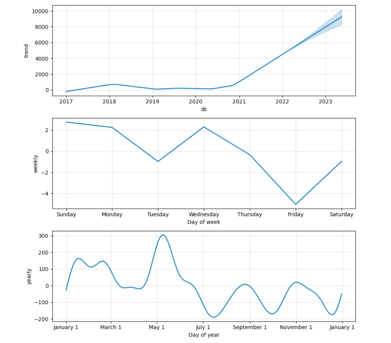 10000
8000
6000
4000
2000
0
trend
2017 2018 2019 2020 2021 2022 2023
ds
2
0
−2
−4
weekly
Sunday Monday Tuesday Wednesday Thursday Friday Saturday
Day of week
300
200
100
0
−100
−200
yearly
January 1 March 1 May 1 July 1 September 1 November 1 January 1
Day of year